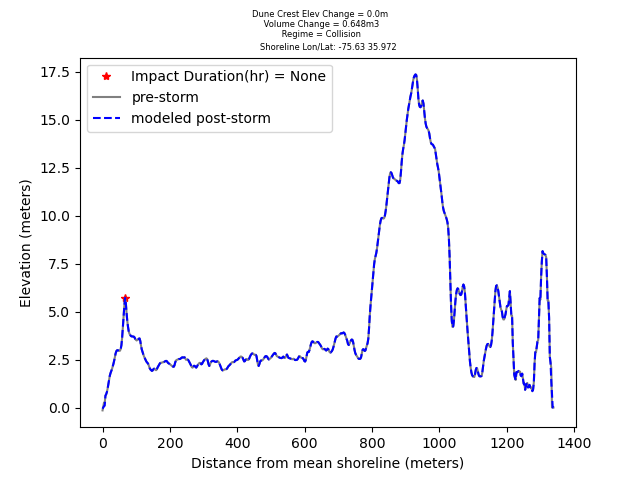 Dune Crest Elev Change = 0.0m
Volume Change = 0.648m3
Regime = Collision
Shoreline Lon/Lat: -75.63 35.972
Impact Duration(hr) = None
pre-storm
modeled post-storm
17.5
15.0
12.5
10.0
7.5
5.0
2.5
0.0
Elevation (meters)
0 200 400 600 800 1000 1200 1400
Distance from mean shoreline (meters)